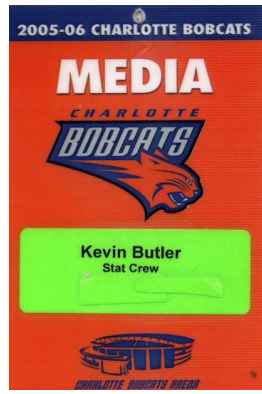 2005-06 CHARLOTTE BOBCATS
MEDIA
CHARLOTTE
BOBCATS
Kevin Butler
Stat Crew
CHARLOTTE BOBCATS ARENA